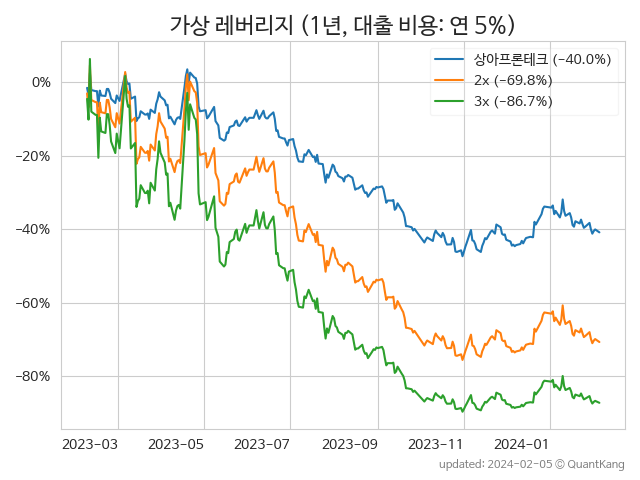 가상 레버리지 (1년, 대출 비용: 연 5%)
상아프론테크 (−40.0%)
2x (−69.8%)
3x (−86.7%)
0%
−20%
−40%
−60%
−80%
2023−03 2023−05 2023−07 2023−09 2023−11 2024−01
updated: 2024-02-05 © QuantKang